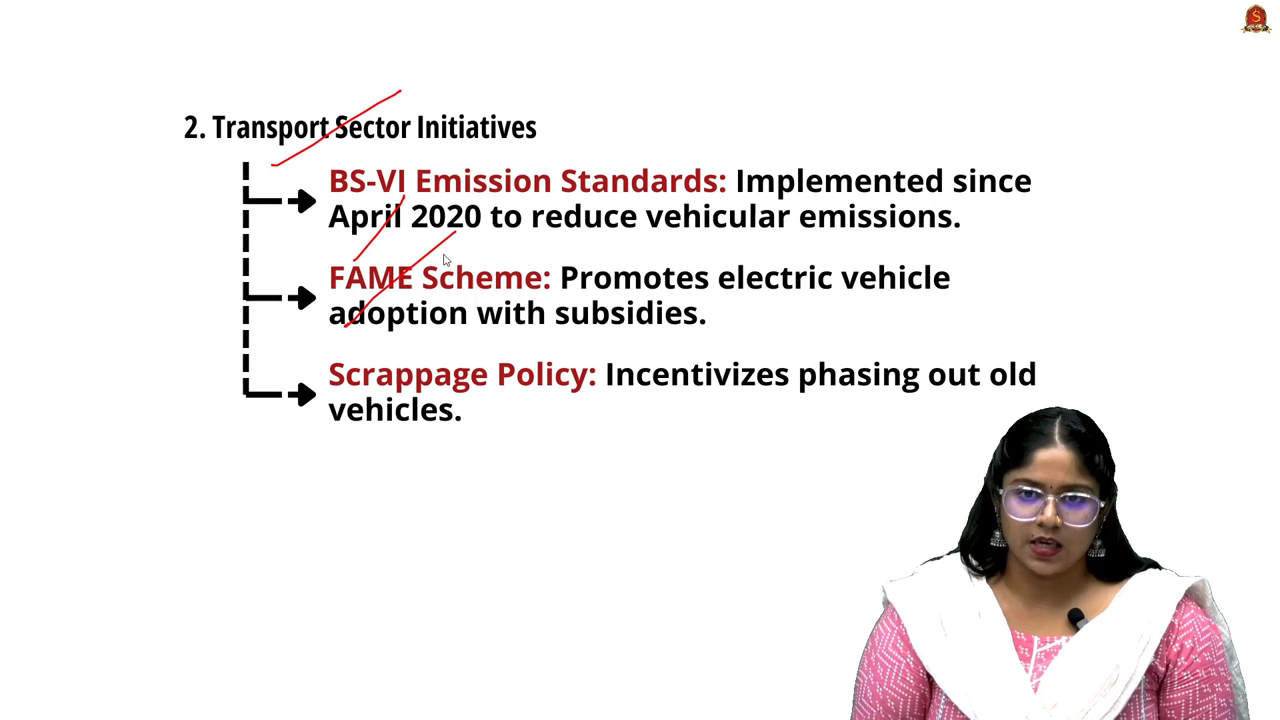 2. Transport Sector Initiatives
BS-VI Emission Standards: Implemented since
April 2020 to reduce vehicular emissions.
FAME Scheme: Promotes electric vehicle
adoption with subsidies.
Scrappage Policy: Incentivizes phasing out old
vehicles.